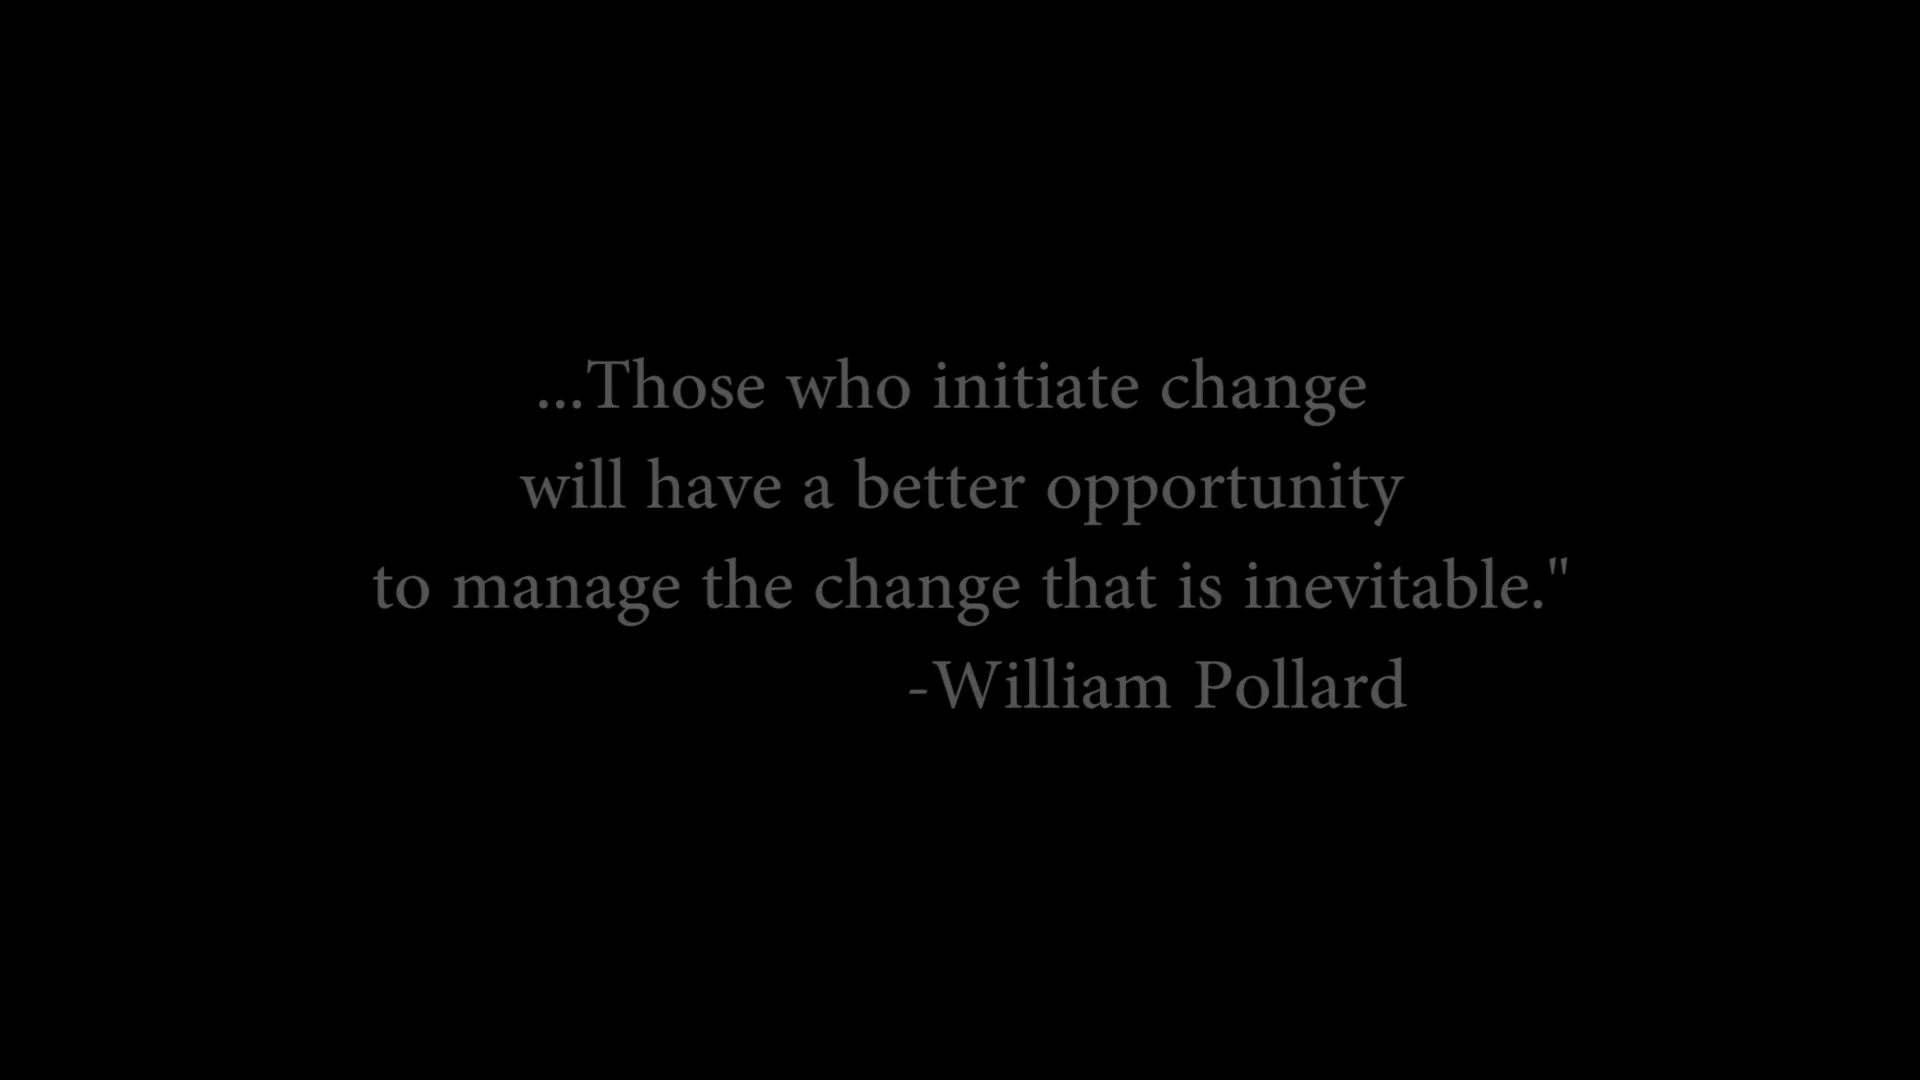 ...Those who initiate change
will have a better opportunity
to manage the change that is inevitable."
-William Pollard